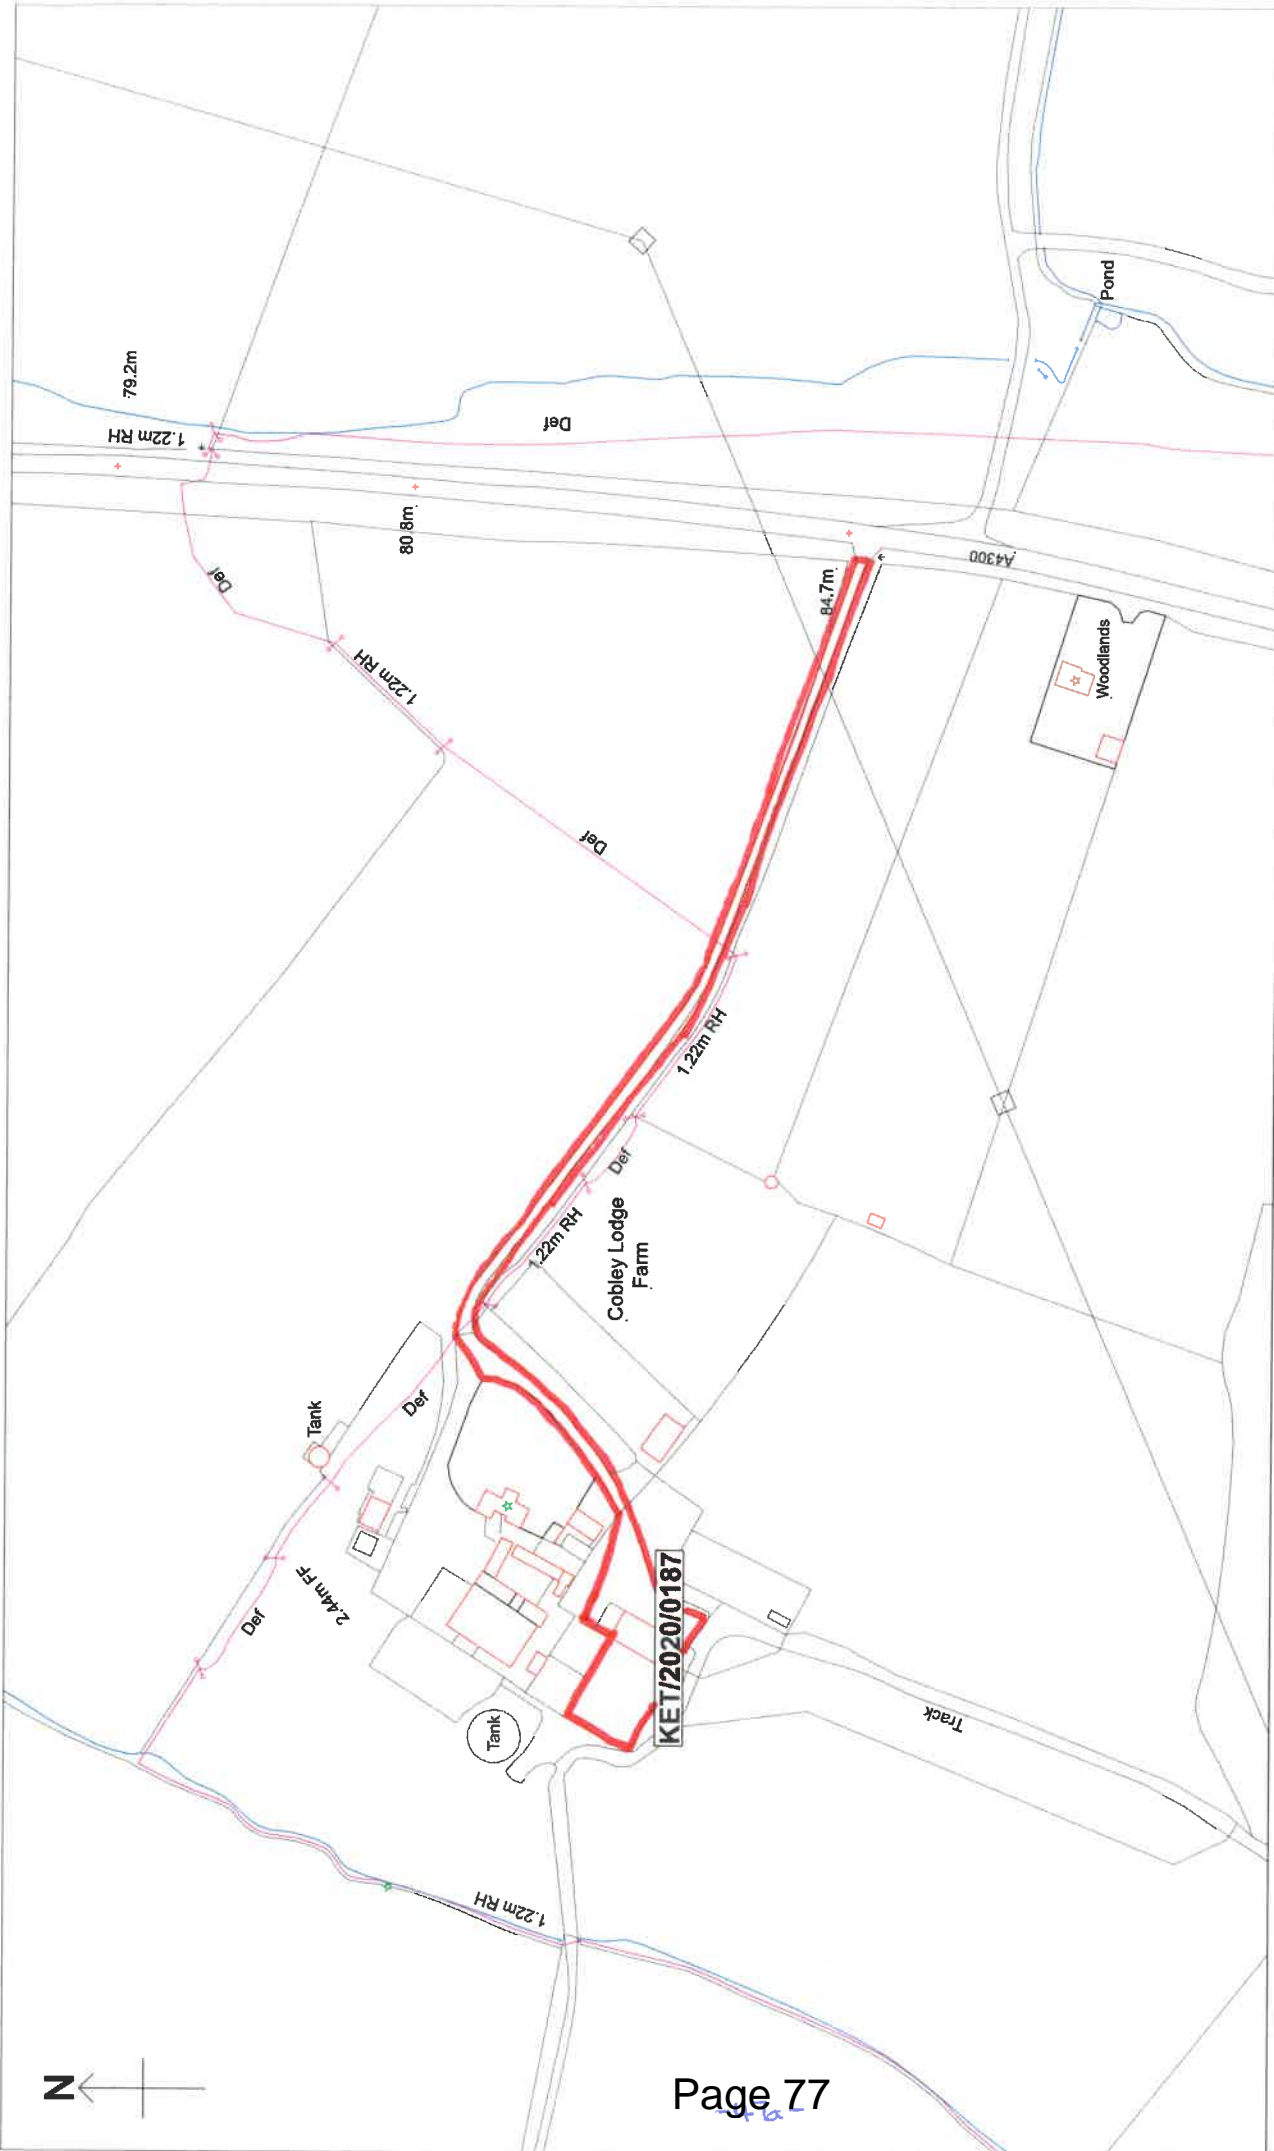 79.2m
1.22m RH
Def
80.8m
Def
1.22m RH
Def
84.7m
A4300
Pond
Woodlands
1.22m RH
Def
1.22m RH
Cobley Lodge
Farm
Tank
Def
Def
2.44m FF
Tank
KET/2020/0187
Track
1.22m RH
N
Page 77